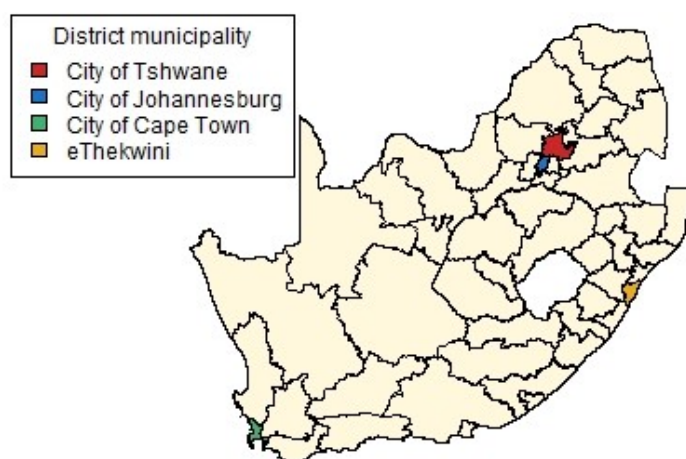 District municipality
City of Tshwane
City of Johannesburg
City of Cape Town
eThekwini